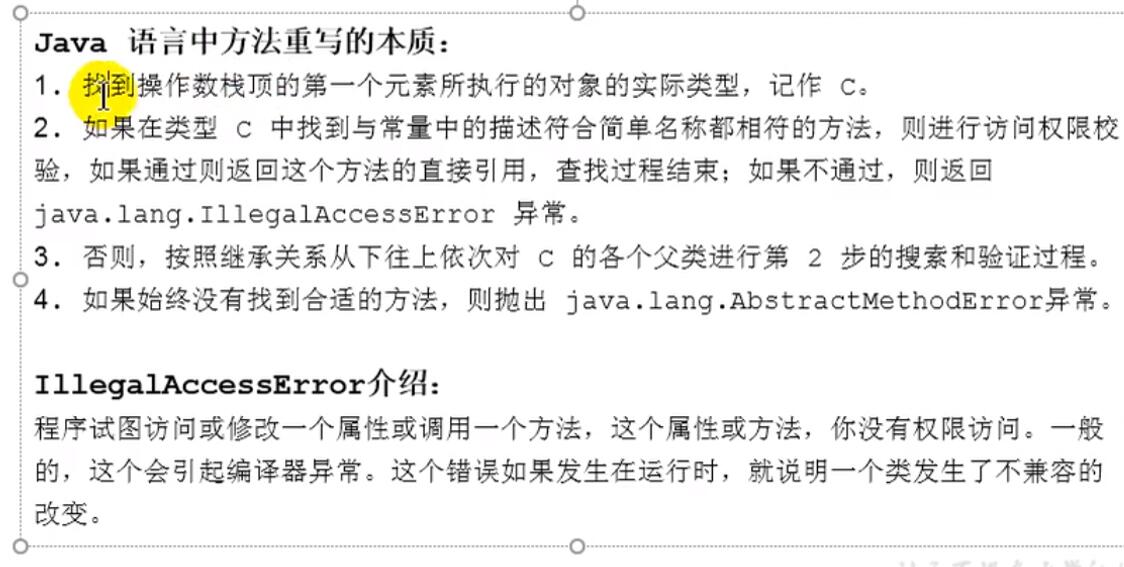 Java 语言中方法重写的本质：
1. 找到操作数栈顶的第一个元素所执行的对象的实际类型，记作 C。
2. 如果在类型 C 中找到与常量中的描述符合简单名称都相符的方法，则进行访问权限校
验，如果通过则返回这个方法的直接引用，查找过程结束；如果不通过，则返回
java.lang.IllegalAccessError 异常。
3. 否则，按照继承关系从下往上依次对 C 的各个父类进行第 2 步的搜索和验证过程。
4. 如果始终没有找到合适的方法，则抛出 java.lang.AbstractMethodError异常。
IllegalAccessError介绍：
程序试图访问或修改一个属性或调用一个方法，这个属性或方法，你没有权限访问。一般
的，这个会引起编译器异常。这个错误如果发生在运行时，就说明一个类发生了不兼容的
改变。